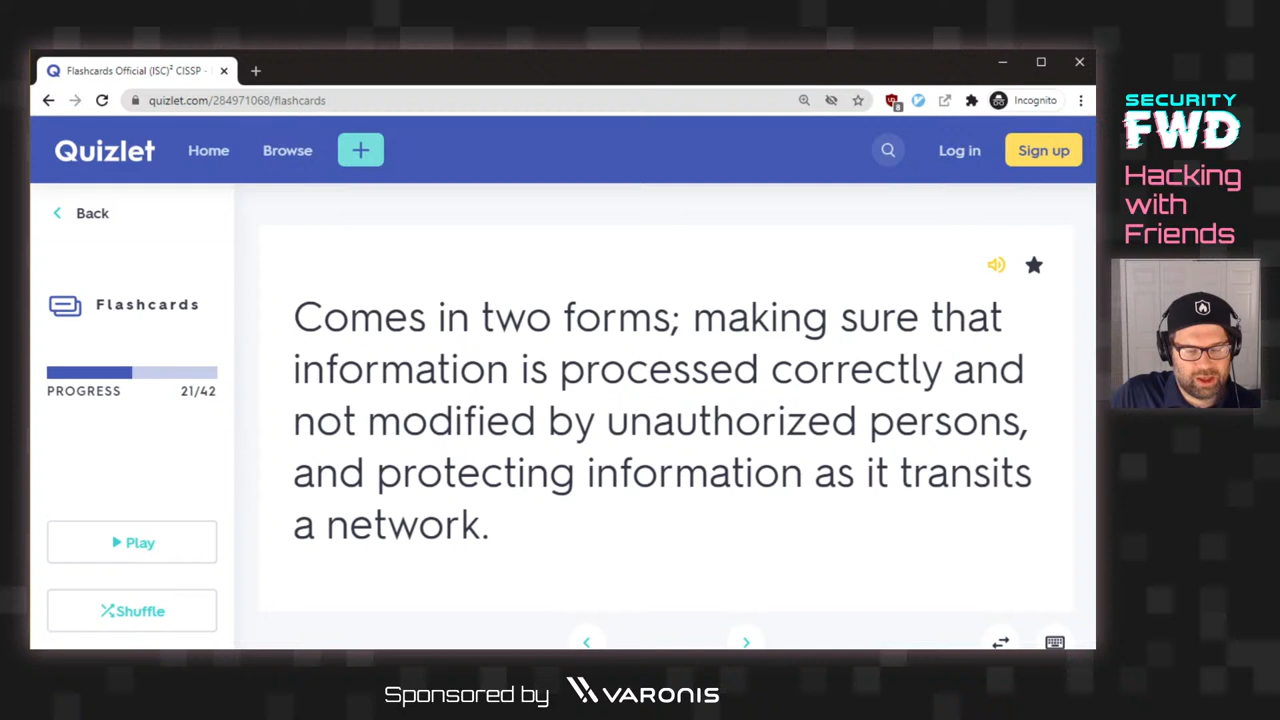 Flashcards Official (ISC)² CISSP -
quizlet.com/284971068/flashcards
8
Incognito
Quizlet
Home
Browse
Log in
Sign up
Back
Flashcards
PROGRESS
21/42
Play
Shuffle
Comes in two forms; making sure that
information is processed correctly and
not modified by unauthorized persons,
and protecting information as it transits
a network.
SECURITY
FWD
Hacking
with
Friends
Sponsored by VARONIS